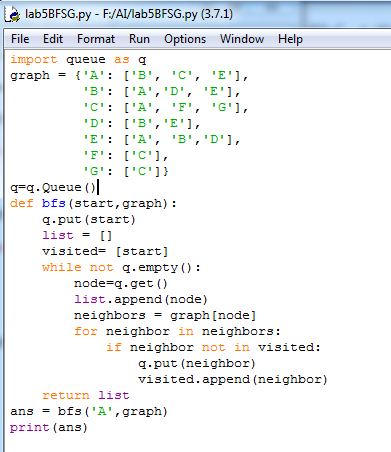 lab5BFSG.py - F:/AI/lab5BFSG.py (3.7.1)
File Edit Format Run Options Window Help
import queue as q
graph = {'A': ['B', 'C', 'E'],
         'B': ['A','D', 'E'],
         'C': ['A', 'F', 'G'],
         'D': ['B','E'],
         'E': ['A', 'B','D'],
         'F': ['C'],
         'G': ['C']}
q=q.Queue()
def bfs(start,graph):
    q.put(start)
    list = []
    visited= [start]
    while not q.empty():
        node=q.get()
        list.append(node)
        neighbors = graph[node]
        for neighbor in neighbors:
            if neighbor not in visited:
                q.put(neighbor)
                visited.append(neighbor)
    return list
ans = bfs('A',graph)
print(ans)